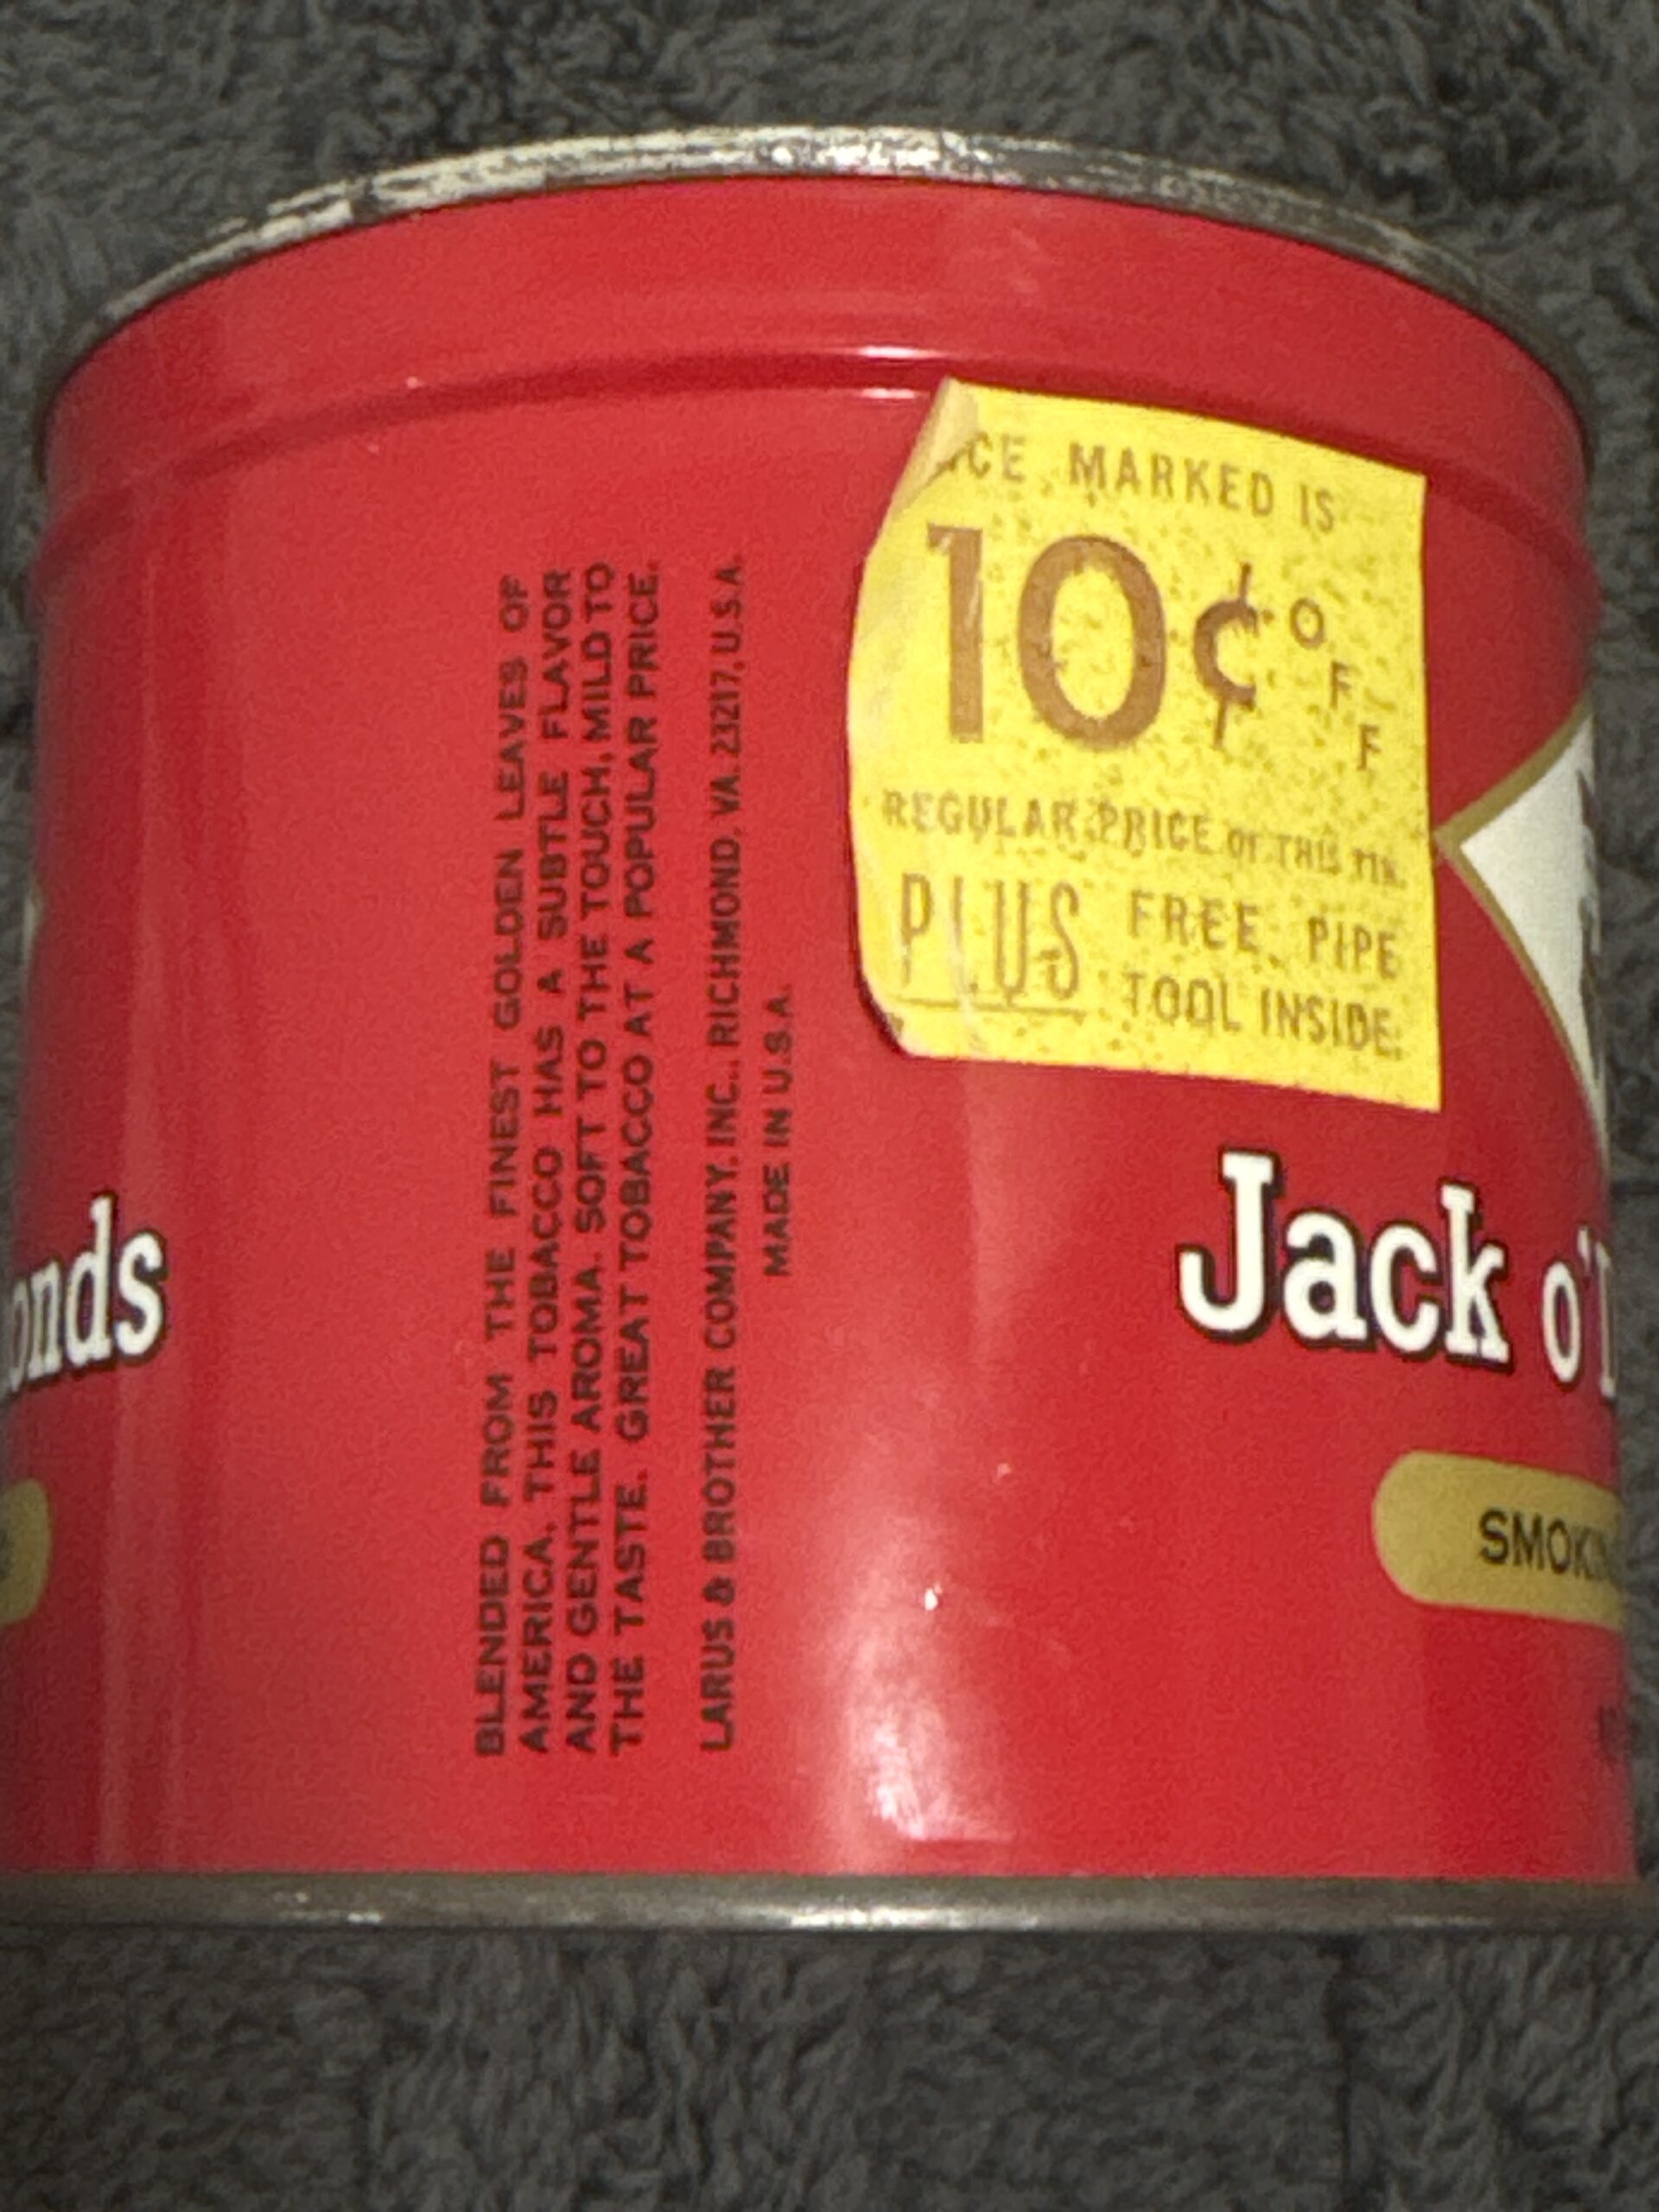 BLENDED FROM THE FINEST GOLDEN LEAVES OF
AMERICA, THIS TOBACCO HAS A SUBTLE FLAVOR
AND GENTLE AROMA. SOFT TO THE TOUCH, MILD TO
THE TASTE. GREAT TOBACCO AT A POPULAR PRICE.
LARUS & BROTHER COMPANY, INC., RICHMOND, VA. 23217, U.S.A.
MADE IN U.S.A.
MARKED IS
10¢ OFF
REGULAR PRICE OF THIS TIN.
PLUS FREE PIPE
TOOL INSIDE.
Jack o'
onds
SMOKIN